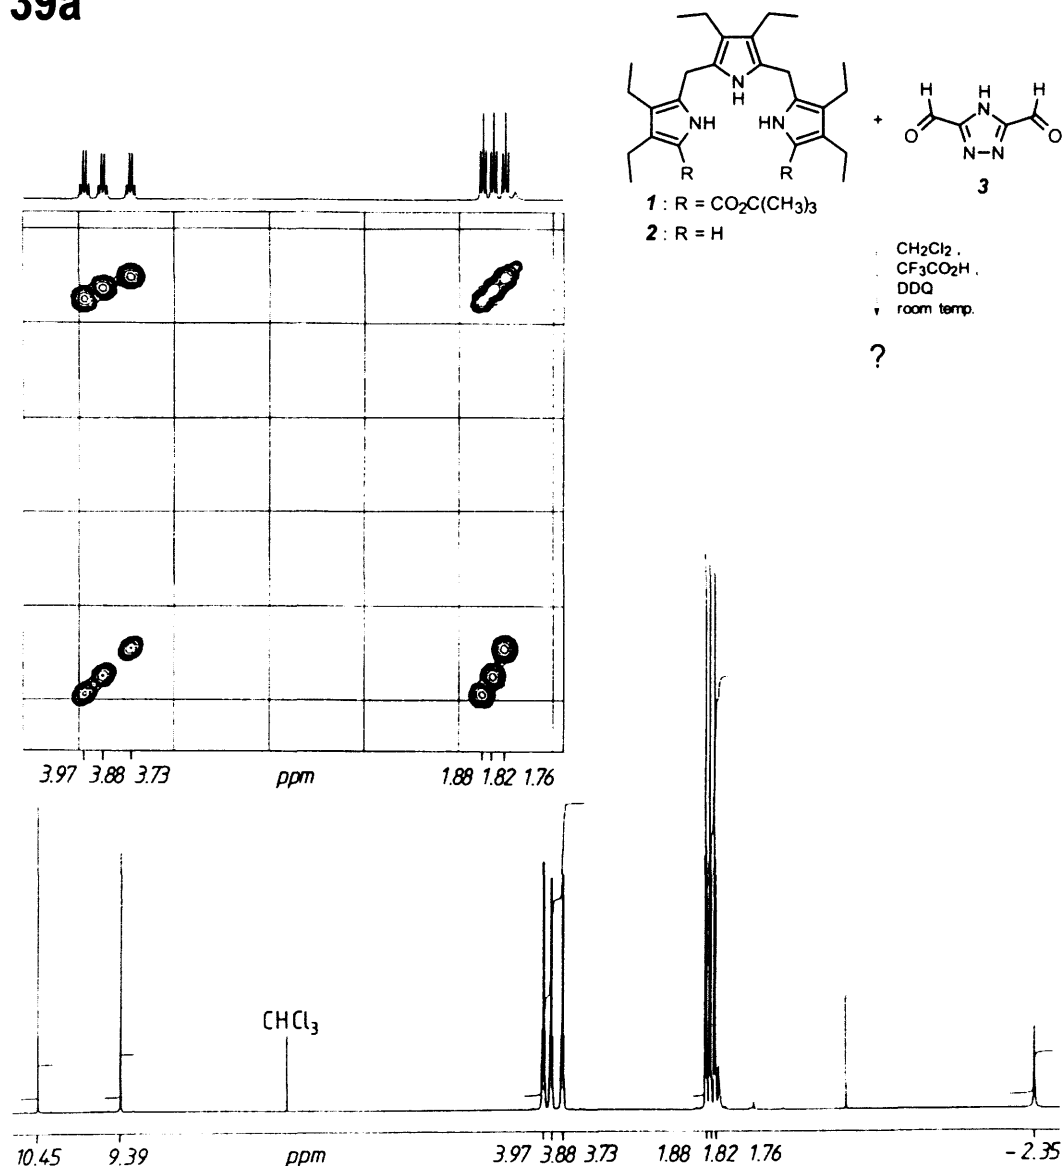 39a
H
N
H
NH
HN
R
R
+
H
O
H
N
N
N
H
O
3
1 : R = CO₂C(CH₃)₃
2 : R = H
CH₂Cl₂ ,
CF₃CO₂H ,
DDQ
room temp.
?
3.97 3.88 3.73 ppm 1.88 1.82 1.76
CHCl₃
10.45 9.39 ppm 3.97 3.88 3.73 1.88 1.82 1.76 -2.35